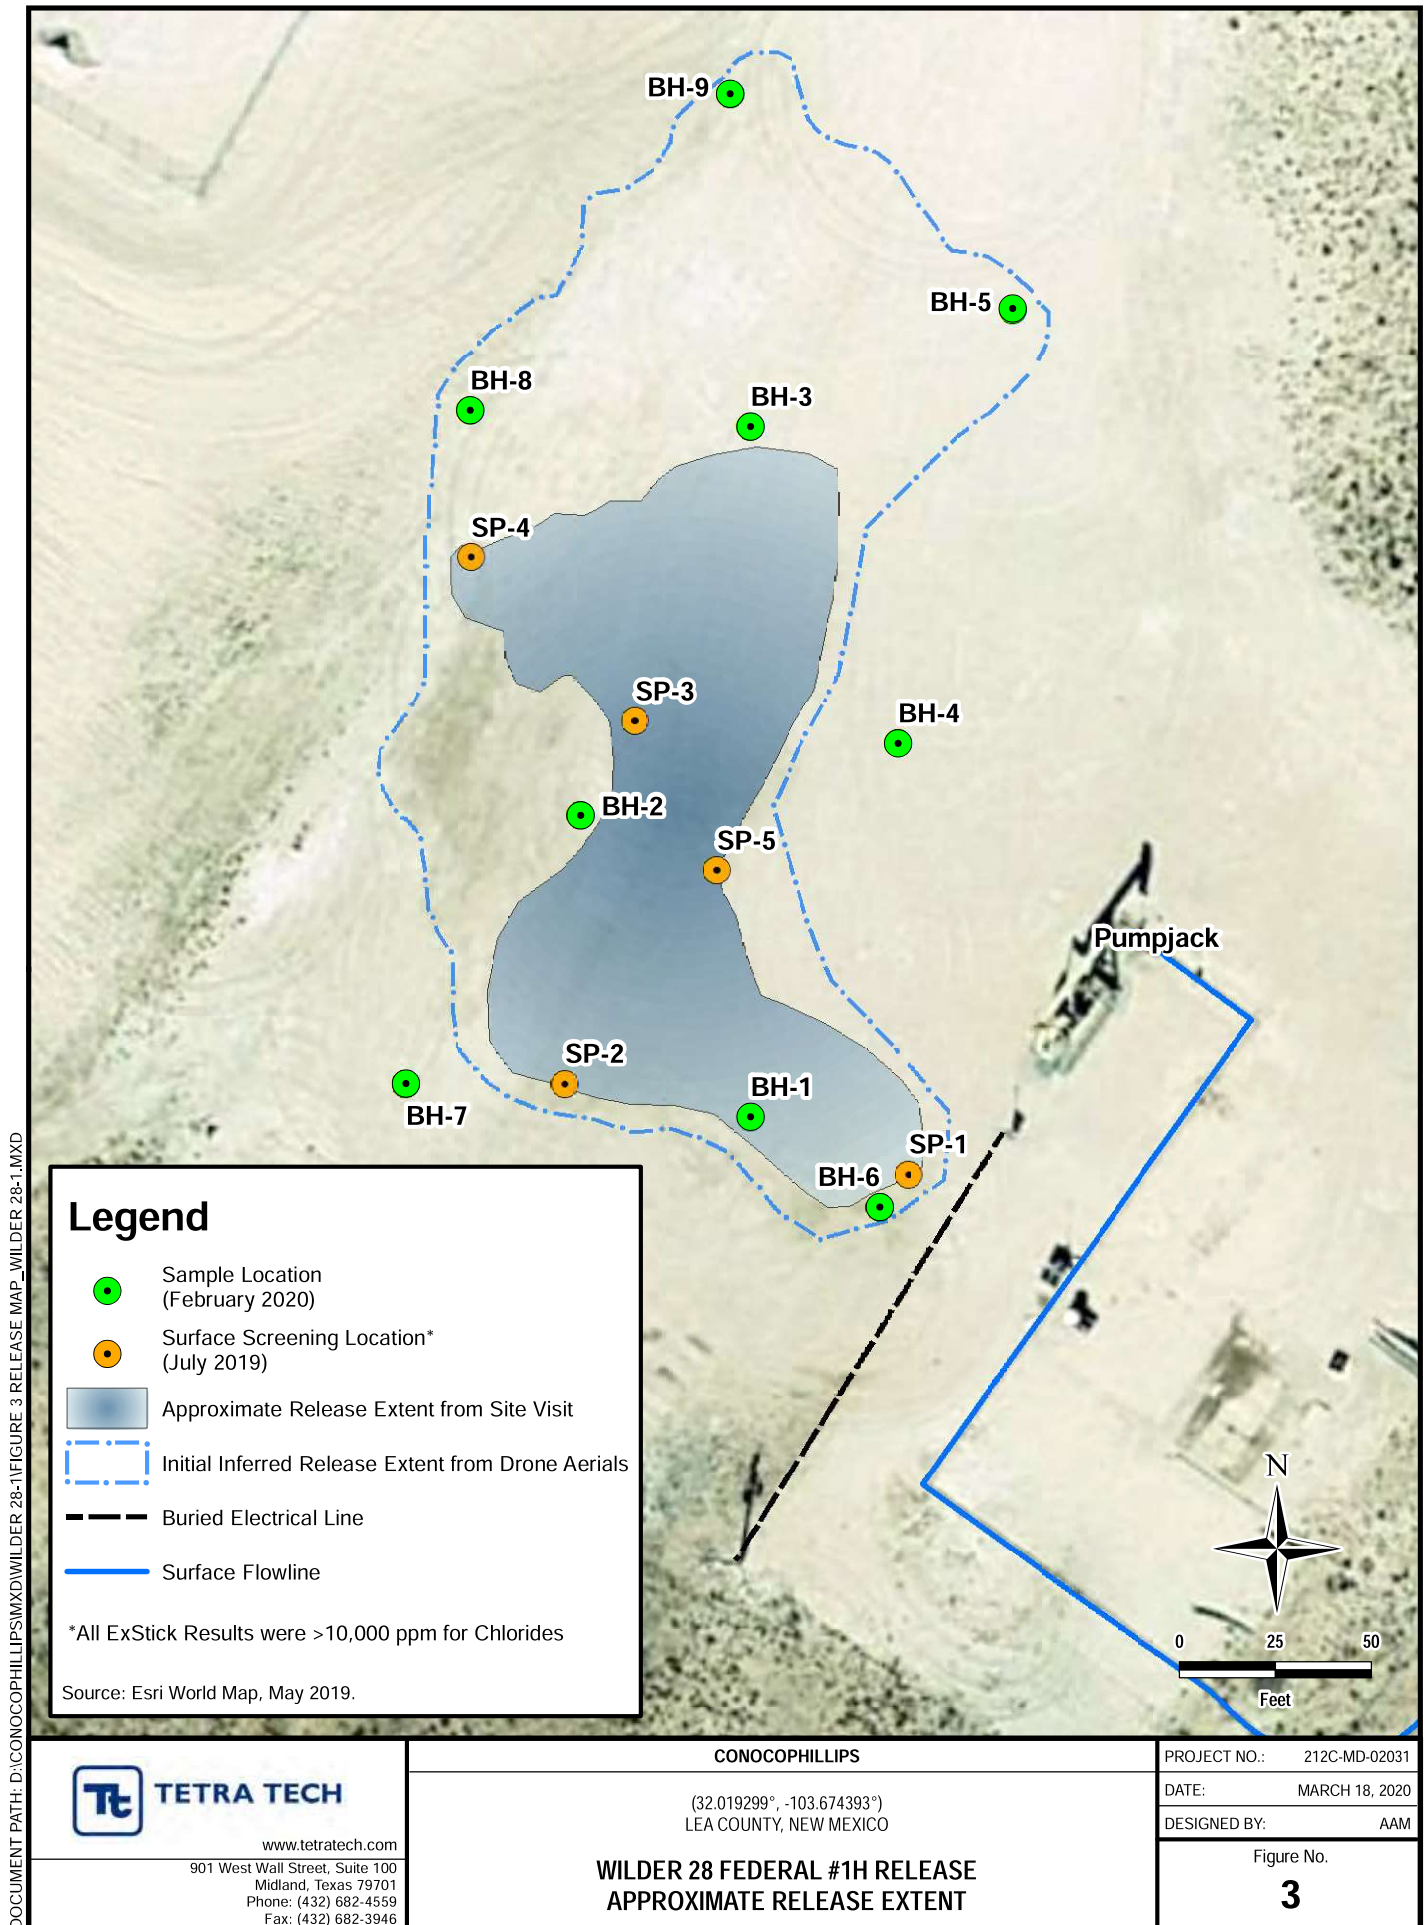 BH-9
BH-5
BH-8
BH-3
SP-4
SP-3
BH-4
BH-2
SP-5
Pumpjack
SP-2
BH-1
BH-7
SP-1
BH-6
Legend
Sample Location
(February 2020)
Surface Screening Location*
(July 2019)
Approximate Release Extent from Site Visit
Initial Inferred Release Extent from Drone Aerials
Buried Electrical Line
Surface Flowline
*All ExStick Results were >10,000 ppm for Chlorides
Source: Esri World Map, May 2019.
N
0 25 50
Feet
DOCUMENT PATH: D:\CONOCOPHILLIPS\MXD\WILDER 28-1\FIGURE 3 RELEASE MAP_WILDER 28-1.MXD
Tt TETRA TECH
www.tetratech.com
901 West Wall Street, Suite 100
Midland, Texas 79701
Phone: (432) 682-4559
Fax: (432) 682-3946
CONOCOPHILLIPS
(32.019299°, -103.674393°)
LEA COUNTY, NEW MEXICO
WILDER 28 FEDERAL #1H RELEASE
APPROXIMATE RELEASE EXTENT
PROJECT NO.: 212C-MD-02031
DATE: MARCH 18, 2020
DESIGNED BY: AAM
Figure No.
3